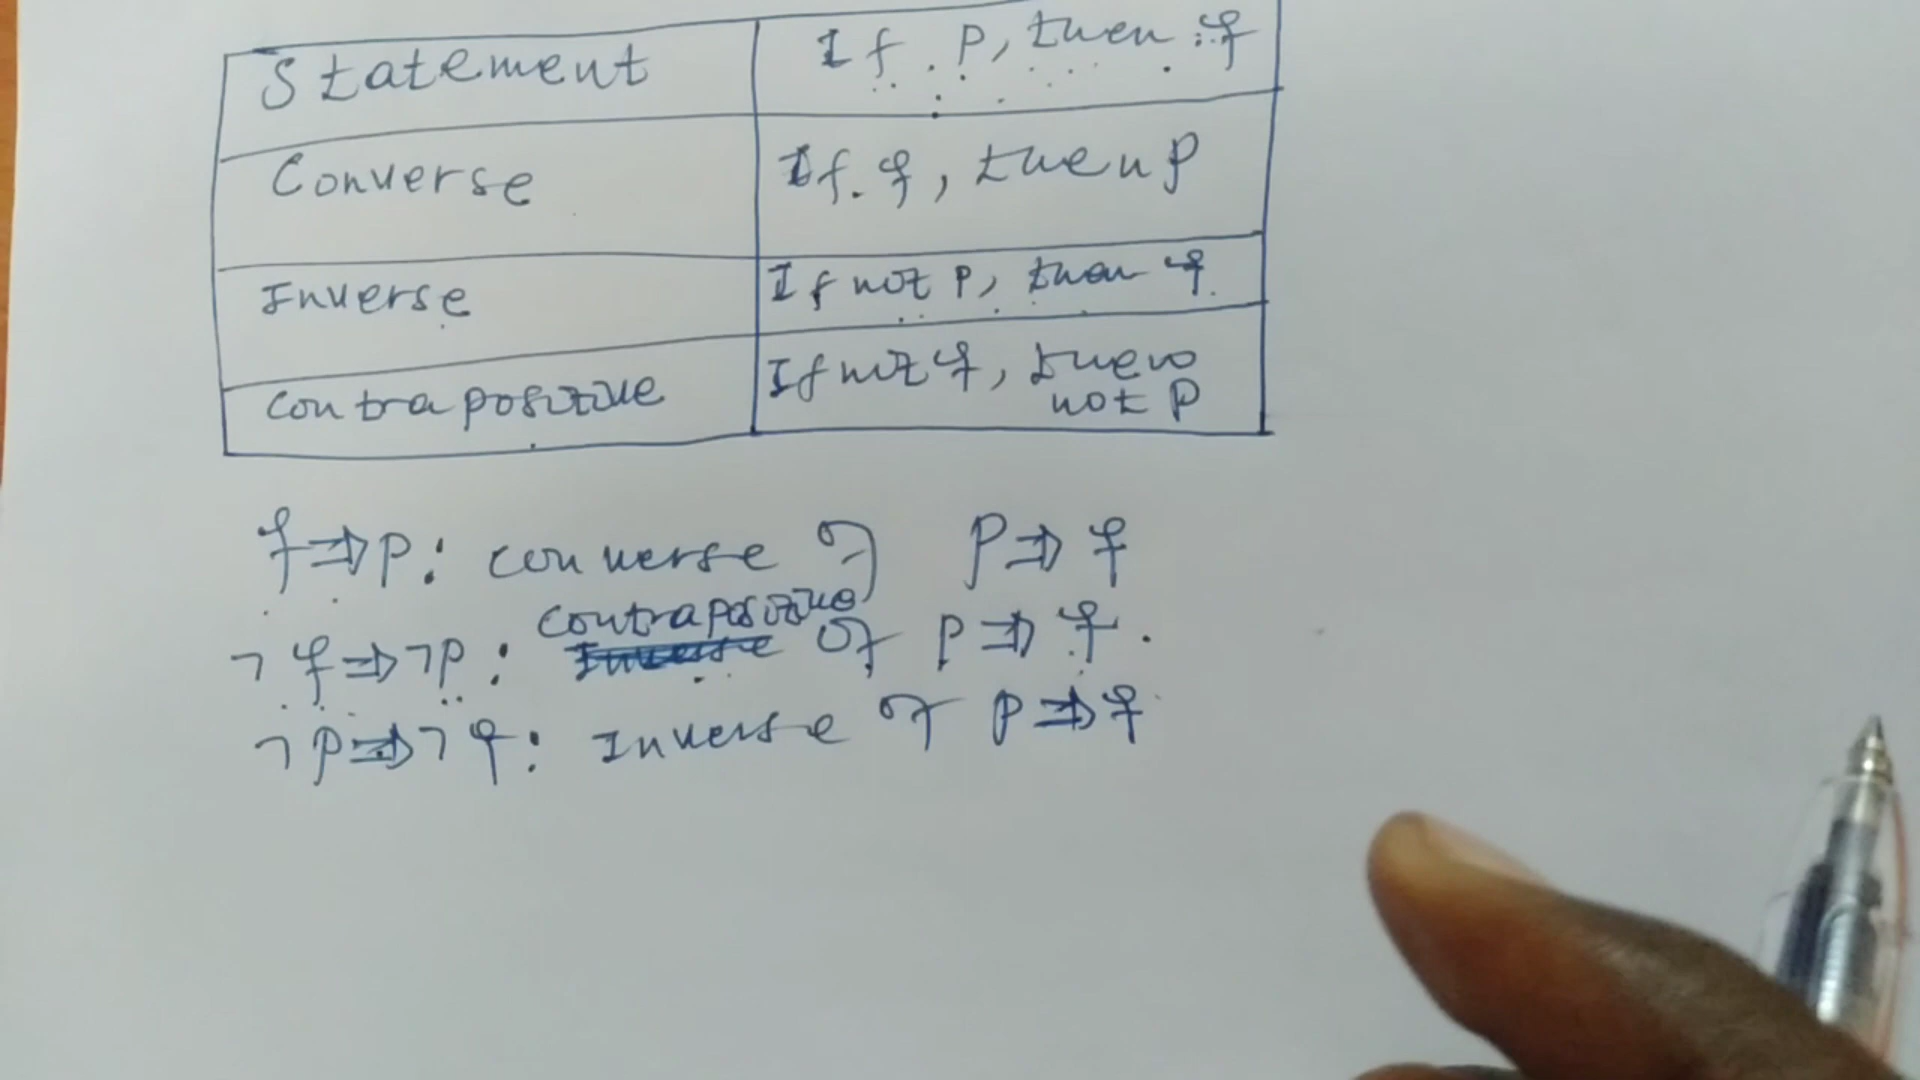 Statement If p, then q
Converse If q, then p
Inverse If not p, then q.
contrapositive If not q, then
not p
q⇒p: converse of p⇒q
contrapositive
¬q⇒¬p: Inverse of p⇒q.
¬p⇒¬q: Inverse of p⇒q